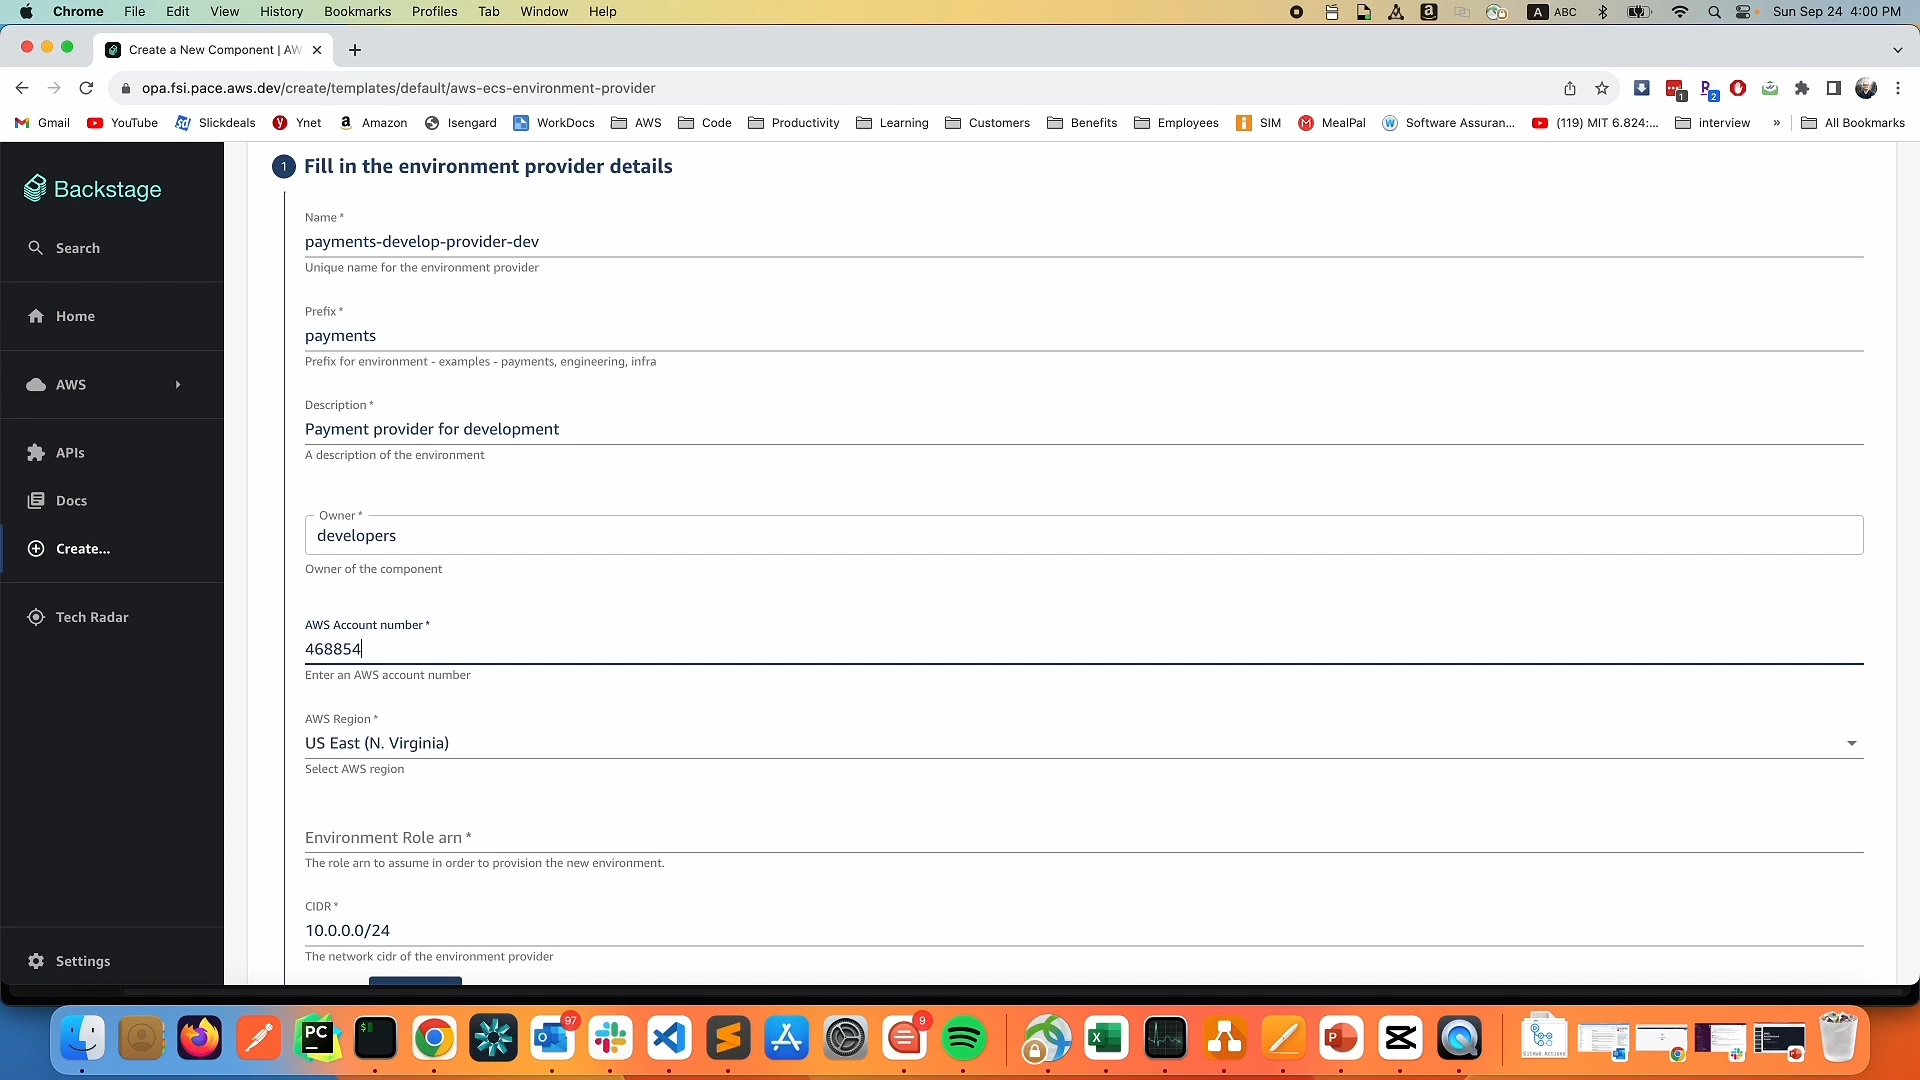 Chrome File Edit View History Bookmarks Profiles Tab Window Help
A ABC
Sun Sep 24 4:00 PM
Create a New Component | AW
opa.fsi.pace.aws.dev/create/templates/default/aws-ecs-environment-provider
1
2
Gmail YouTube Slickdeals Ynet Amazon Isengard WorkDocs AWS Code Productivity Learning Customers Benefits Employees SIM MealPal Software Assuran... (119) MIT 6.824:... interview » All Bookmarks
Backstage
Search
Home
AWS
APIs
Docs
Create...
Tech Radar
Settings
1 Fill in the environment provider details
Name *
payments-develop-provider-dev
Unique name for the environment provider
Prefix *
payments
Prefix for environment - examples - payments, engineering, infra
Description *
Payment provider for development
A description of the environment
Owner *
developers
Owner of the component
AWS Account number *
468854
Enter an AWS account number
AWS Region *
US East (N. Virginia)
Select AWS region
Environment Role arn *
The role arn to assume in order to provision the new environment.
CIDR *
10.0.0.0/24
The network cidr of the environment provider
PC
97
9